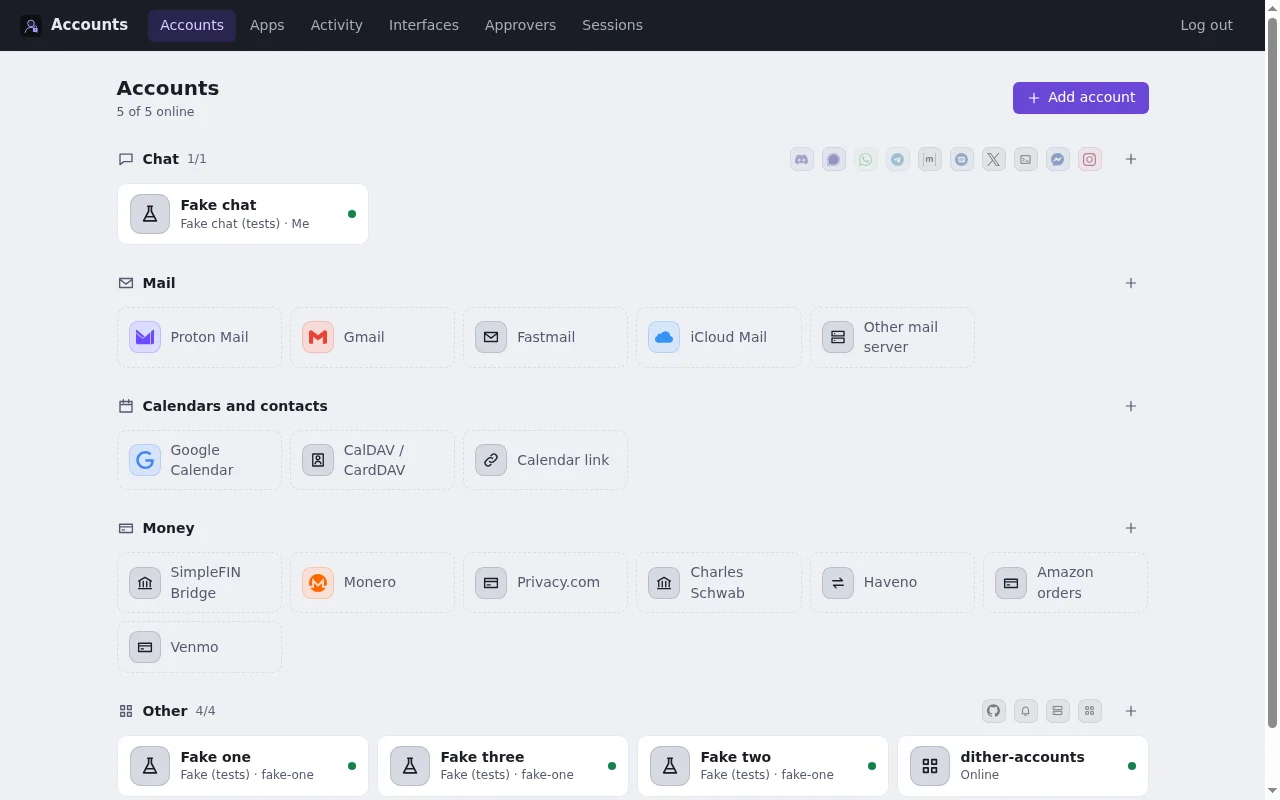 Accounts
Accounts
Apps
Activity
Interfaces
Approvers
Sessions
Log out
Accounts
5 of 5 online
Add account
Chat 1/1
Fake chat
Fake chat (tests) · Me
Mail
Proton Mail
Gmail
Fastmail
iCloud Mail
Other mail
server
Calendars and contacts
Google
Calendar
CalDAV /
CardDAV
Calendar link
Money
SimpleFIN
Bridge
Monero
Privacy.com
Charles
Schwab
Haveno
Amazon
orders
Venmo
Other 4/4
Fake one
Fake (tests) · fake-one
Fake three
Fake (tests) · fake-one
Fake two
Fake (tests) · fake-one
dither-accounts
Online